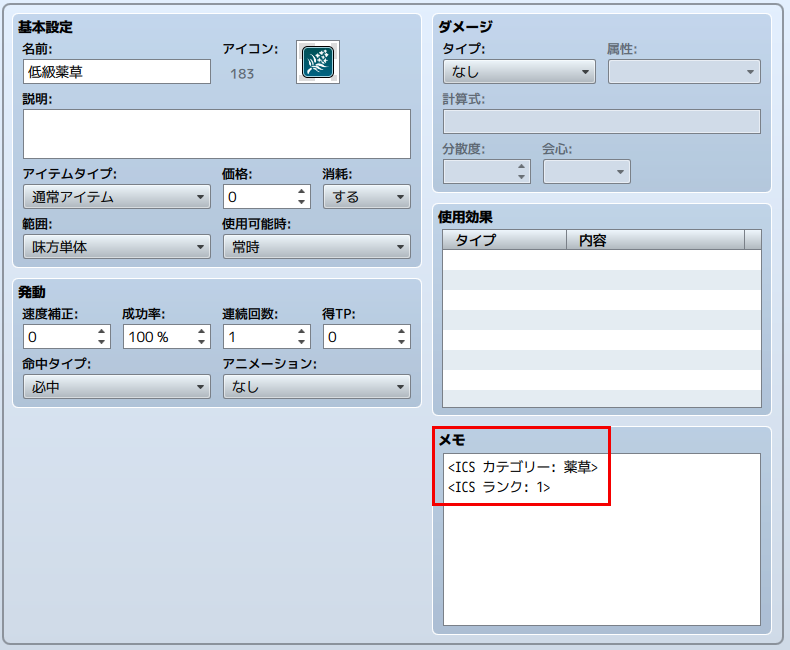 基本設定
名前: アイコン:
低級薬草 183
説明:
アイテムタイプ: 価格: 消耗:
通常アイテム 0 する
範囲: 使用可能時:
味方単体 常時
発動
速度補正: 成功率: 連続回数: 得TP:
0 100 % 1 0
命中タイプ: アニメーション:
必中 なし
ダメージ
タイプ: 属性:
なし
計算式:
分散度: 会心:
使用効果
タイプ 内容
メモ
<ICS カテゴリー: 薬草>
<ICS ランク: 1>